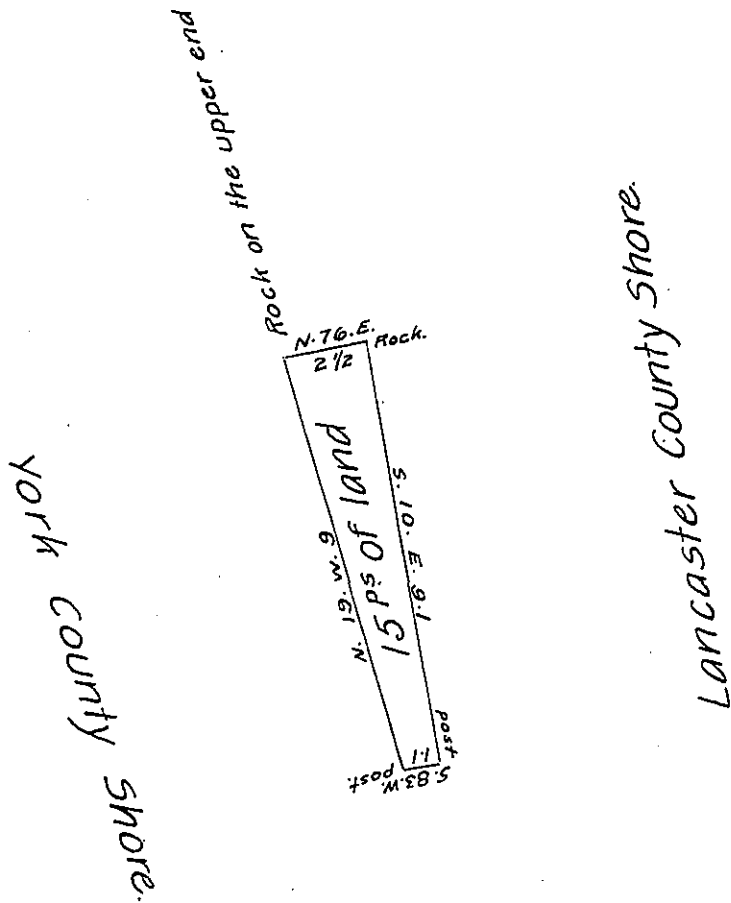 Rock on the upper end
N. 76. E.
2 1/2
Rock.
S. 10. E. 9.1
15 Ps of land
N. 19. W. 9
post
1.1
S. 83. W.
post.
York County Shore.
Lancaster County Shore.